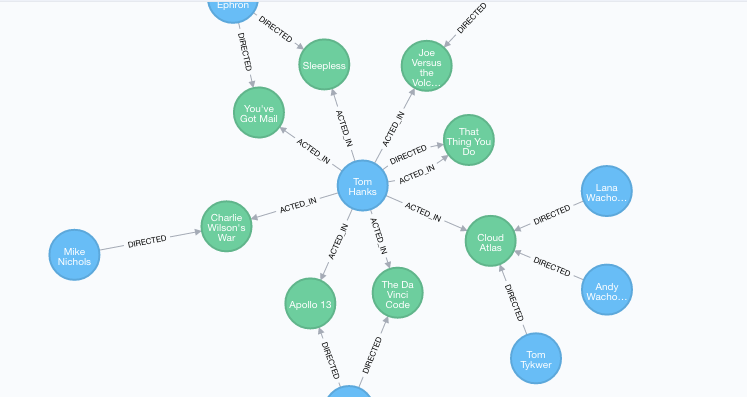 Ephron
DIRECTED
DIRECTED
DIRECTED
Sleepless
Joe
Versus
the
Volc...
You've
Got Mail
ACTED_IN
ACTED_IN
ACTED_IN
DIRECTED
ACTED_IN
That
Thing You
Do
Tom
Hanks
Lana
Wacho...
ACTED_IN
ACTED_IN
DIRECTED
Charlie
Wilson's
War
Cloud
Atlas
Mike
Nichols
DIRECTED
ACTED_IN
ACTED_IN
DIRECTED
Andy
Wacho...
Apollo 13
The Da
Vinci
Code
DIRECTED
DIRECTED
DIRECTED
Tom
Tykwer